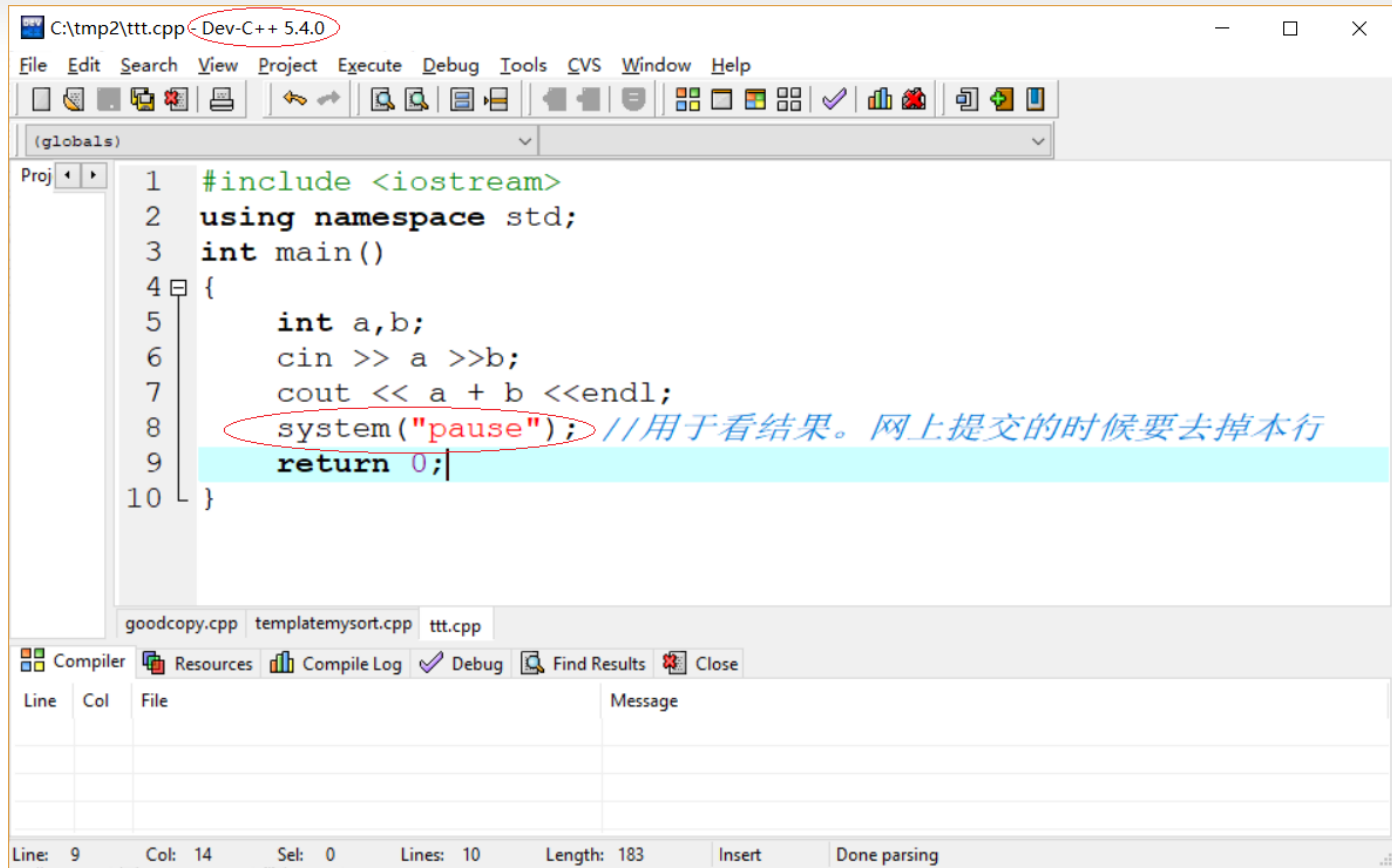 C:\tmp2\ttt.cpp - Dev-C++ 5.4.0
File Edit Search View Project Execute Debug Tools CVS Window Help
(globals)
Proj
1 #include <iostream>
2 using namespace std;
3 int main()
4 {
5 int a,b;
6 cin >> a >>b;
7 cout << a + b <<endl;
8 system("pause"); //用于看结果。网上提交的时候要去掉本行
9 return 0;
10 }
goodcopy.cpp templatemysort.cpp ttt.cpp
Compiler Resources Compile Log Debug Find Results Close
Line Col File Message
Line: 9 Col: 14 Sel: 0 Lines: 10 Length: 183 Insert Done parsing